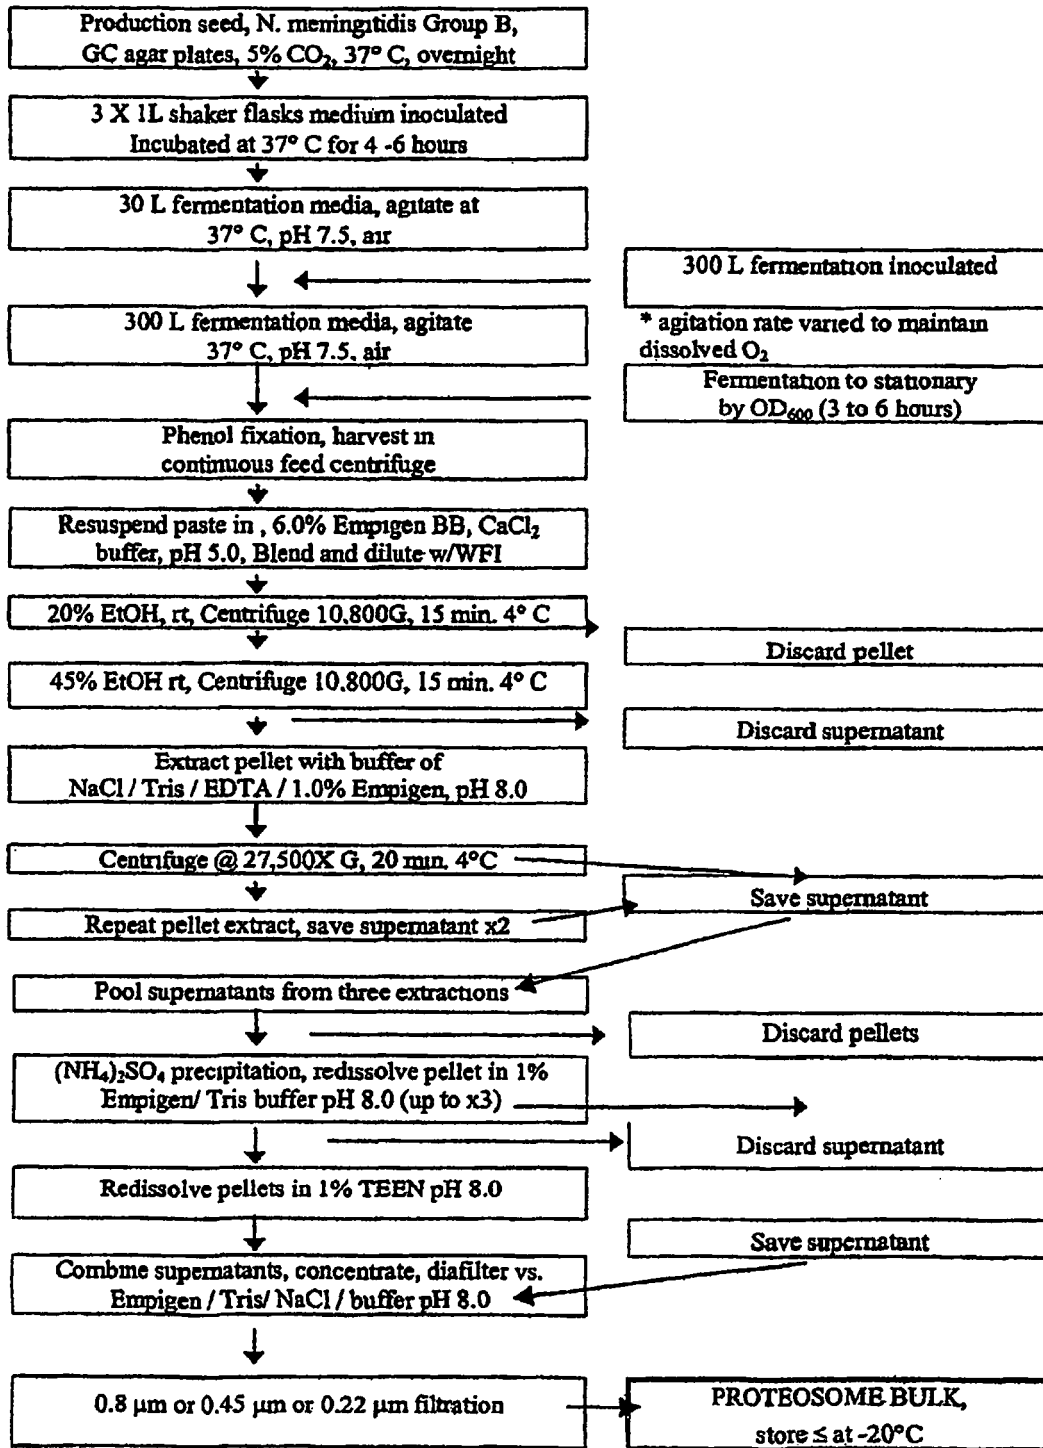 Production seed, N. meningitidis Group B,
GC agar plates, 5% CO₂, 37° C, overnight
3 X 1L shaker flasks medium inoculated
Incubated at 37° C for 4 -6 hours
30 L fermentation media, agitate at
37° C, pH 7.5, air
300 L fermentation inoculated
300 L fermentation media, agitate
37° C, pH 7.5, air
* agitation rate varied to maintain
dissolved O₂
Fermentation to stationary
by OD₆₀₀ (3 to 6 hours)
Phenol fixation, harvest in
continuous feed centrifuge
Resuspend paste in , 6.0% Empigen BB, CaCl₂
buffer, pH 5.0, Blend and dilute w/WFI
20% EtOH, rt, Centrifuge 10.800G, 15 min. 4° C
Discard pellet
45% EtOH rt, Centrifuge 10.800G, 15 min. 4° C
Discard supernatant
Extract pellet with buffer of
NaCl / Tris / EDTA / 1.0% Empigen, pH 8.0
Centrifuge @ 27,500X G, 20 min. 4°C
Save supernatant
Repeat pellet extract, save supernatant x2
Pool supernatants from three extractions
Discard pellets
(NH₄)₂SO₄ precipitation, redissolve pellet in 1%
Empigen/ Tris buffer pH 8.0 (up to x3)
Discard supernatant
Redissolve pellets in 1% TEEN pH 8.0
Save supernatant
Combine supernatants, concentrate, diafilter vs.
Empigen / Tris/ NaCl / buffer pH 8.0
0.8 µm or 0.45 µm or 0.22 µm filtration
PROTEOSOME BULK,
store ≤ at -20°C